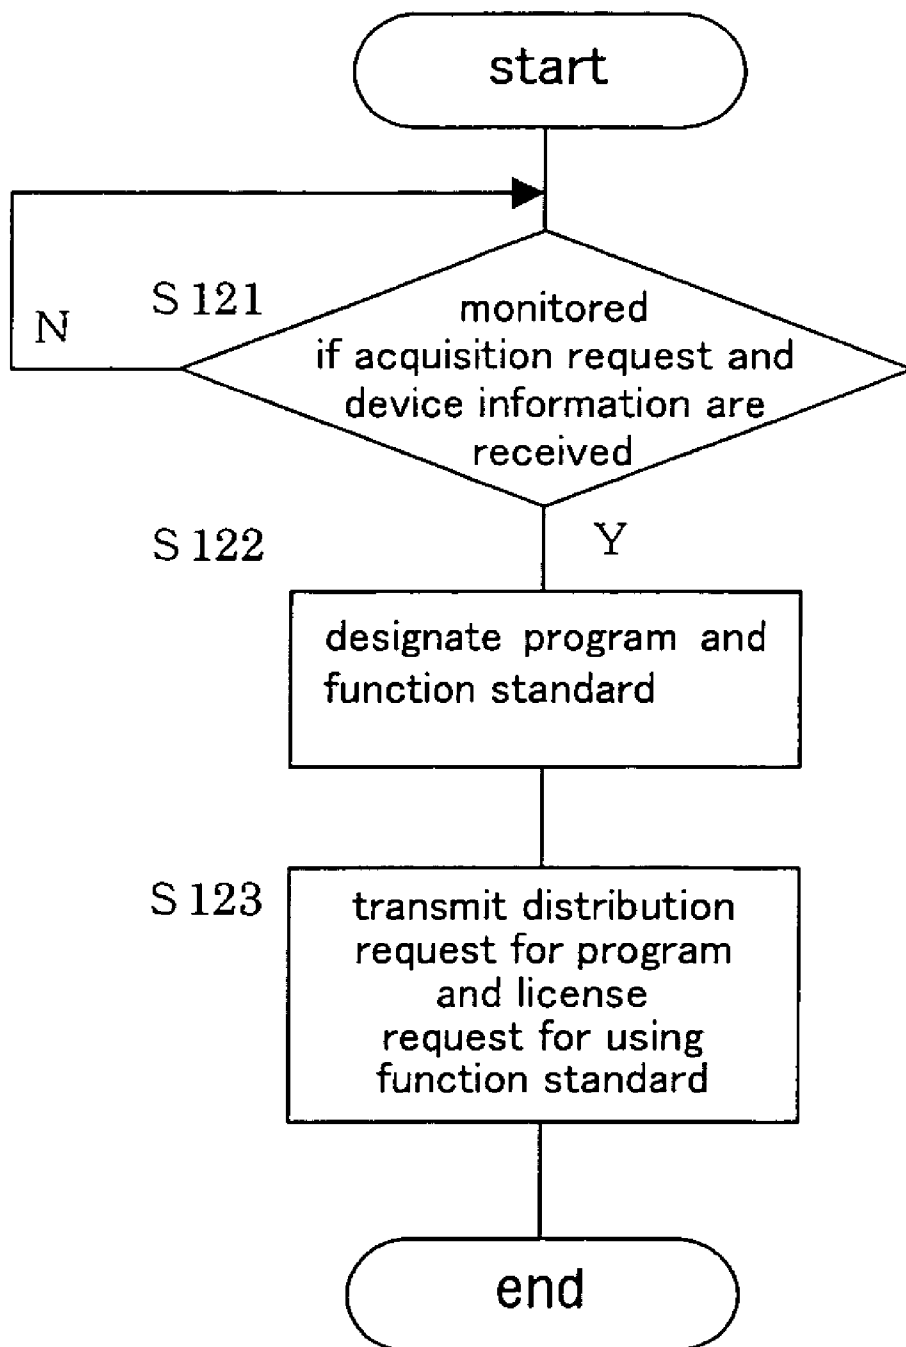 start
S 121
N
monitored
if acquisition request and
device information are
received
S 122
Y
designate program and
function standard
S 123
transmit distribution
request for program
and license
request for using
function standard
end